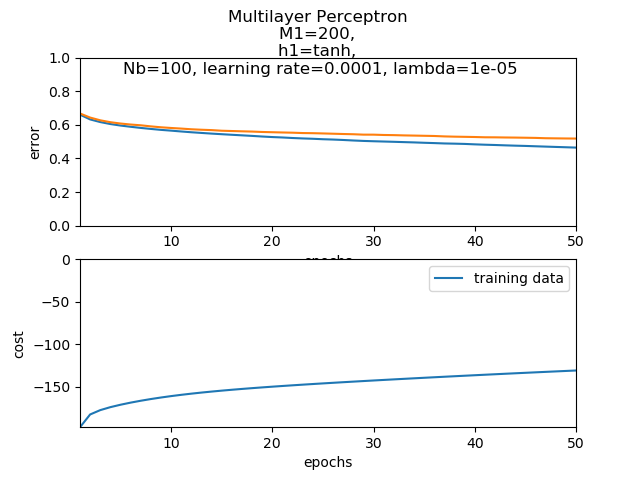 Multilayer Perceptron
M1=200,
h1=tanh,
Nb=100, learning rate=0.0001, lambda=1e-05
1.0
0.8
0.6
0.4
0.2
0.0
error
10
20
30
40
50
epochs
0
−50
−100
−150
cost
training data
10
20
30
40
50
epochs